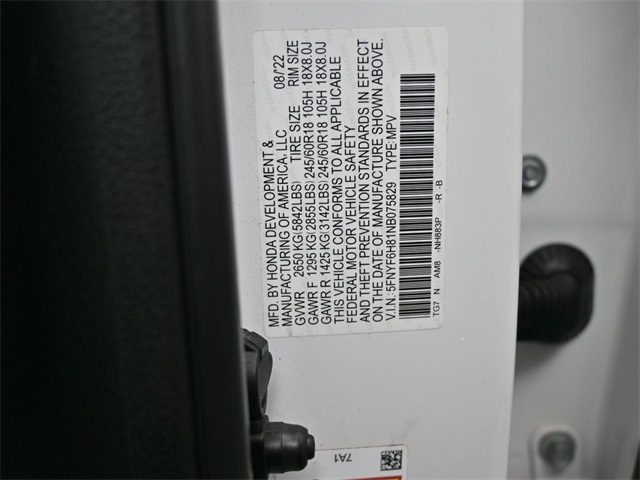 MFD. BY HONDA DEVELOPMENT & 08/'22
MANUFACTURING OF AMERICA, LLC
GVWR 2650 KG(5842LBS) TIRE SIZE RIM SIZE
GAWR F 1295 KG(2855LBS) 245/60R18 105H 18X8.0J
GAWR R 1425 KG(3142LBS) 245/60R18 105H 18X8.0J
THIS VEHICLE CONFORMS TO ALL APPLICABLE
FEDERAL MOTOR VEHICLE SAFETY
AND THEFT PREVENTION STANDARDS IN EFFECT
ON THE DATE OF MANUFACTURE SHOWN ABOVE.
V.I.N. 5FNYF6H81NB075829 TYPE:MPV
TG7 N AM8 -NH883P -R -B
7A1